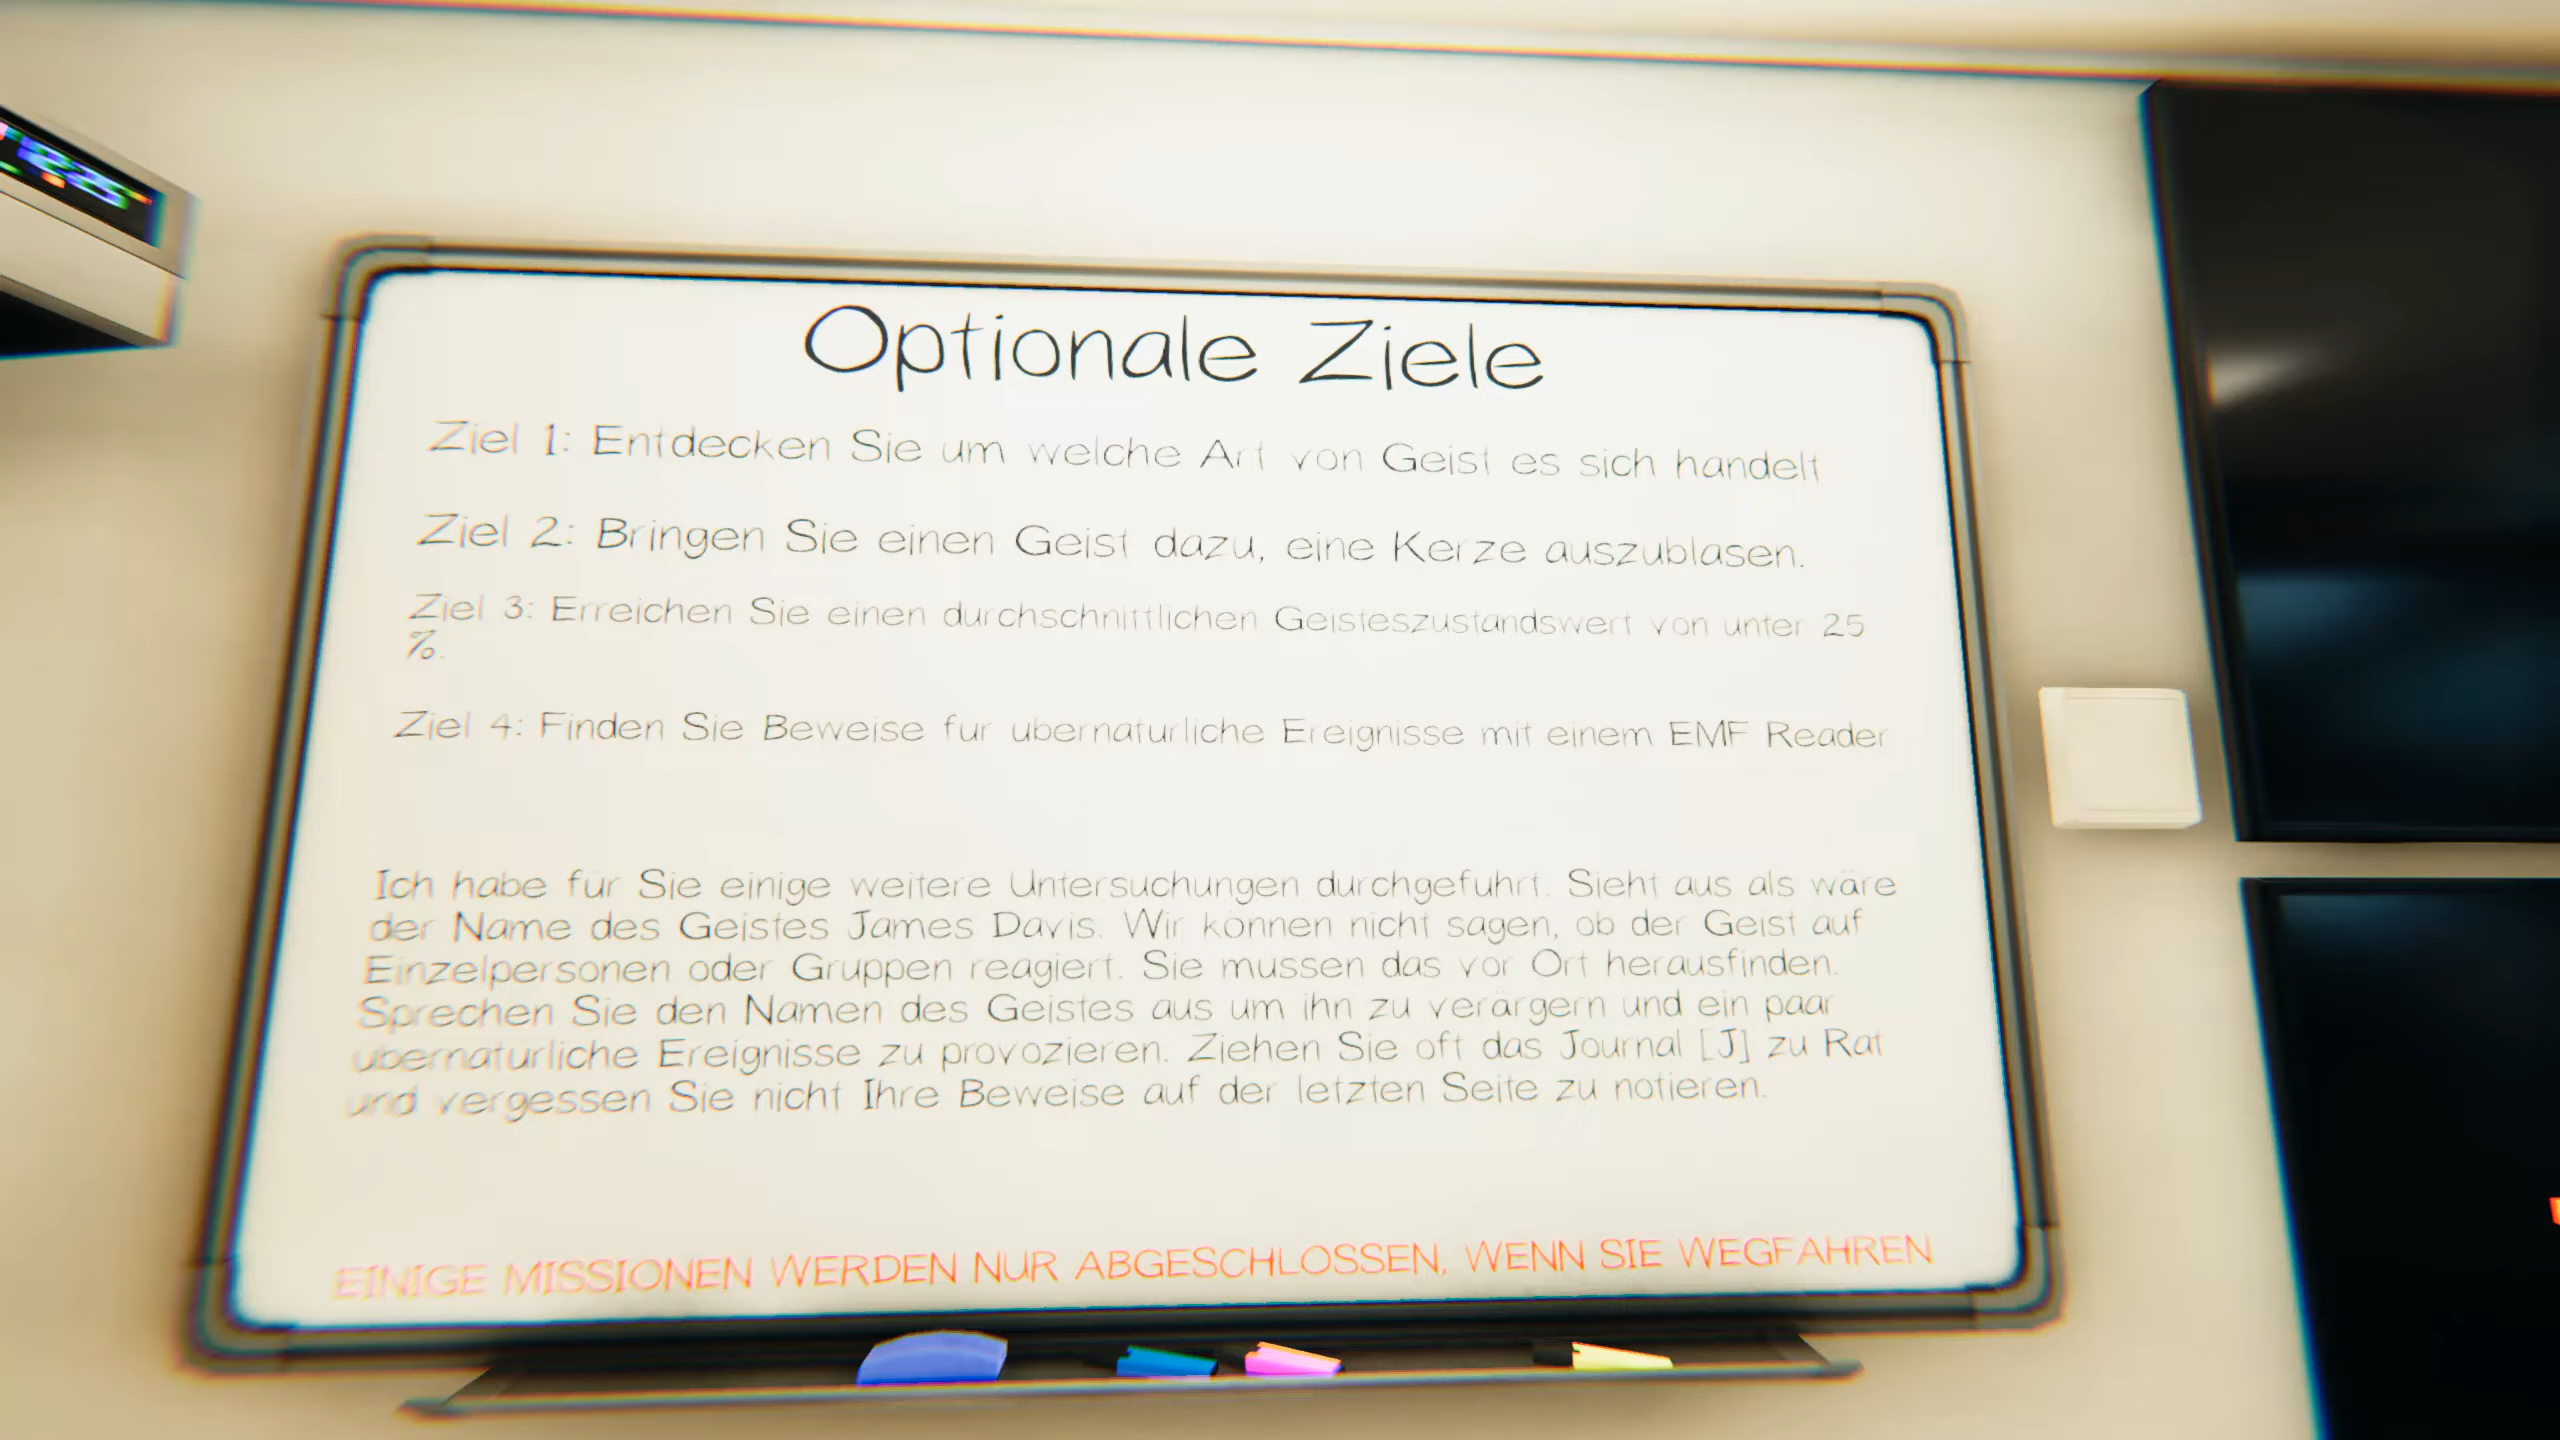 Optionale Ziele
Ziel 1: Entdecken Sie um welche Art von Geist es sich handelt
Ziel 2: Bringen Sie einen Geist dazu, eine Kerze auszublasen.
Ziel 3: Erreichen Sie einen durchschnittlichen Geisteszustandswert von unter 25
%.
Ziel 4: Finden Sie Beweise fur ubernaturliche Ereignisse mit einem EMF Reader
Ich habe fur Sie einige weitere Untersuchungen durchgefuhrt. Sieht aus als wäre
der Name des Geistes James Davis. Wir konnen nicht sagen, ob der Geist auf
Einzelpersonen oder Gruppen reagiert. Sie mussen das vor Ort herausfinden.
Sprechen Sie den Namen des Geistes aus um ihn zu verärgern und ein paar
ubernaturliche Ereignisse zu provozieren. Ziehen Sie oft das Journal [J] zu Rat
und vergessen Sie nicht Ihre Beweise auf der letzten Seite zu notieren.
EINIGE MISSIONEN WERDEN NUR ABGESCHLOSSEN, WENN SIE WEGFAHREN